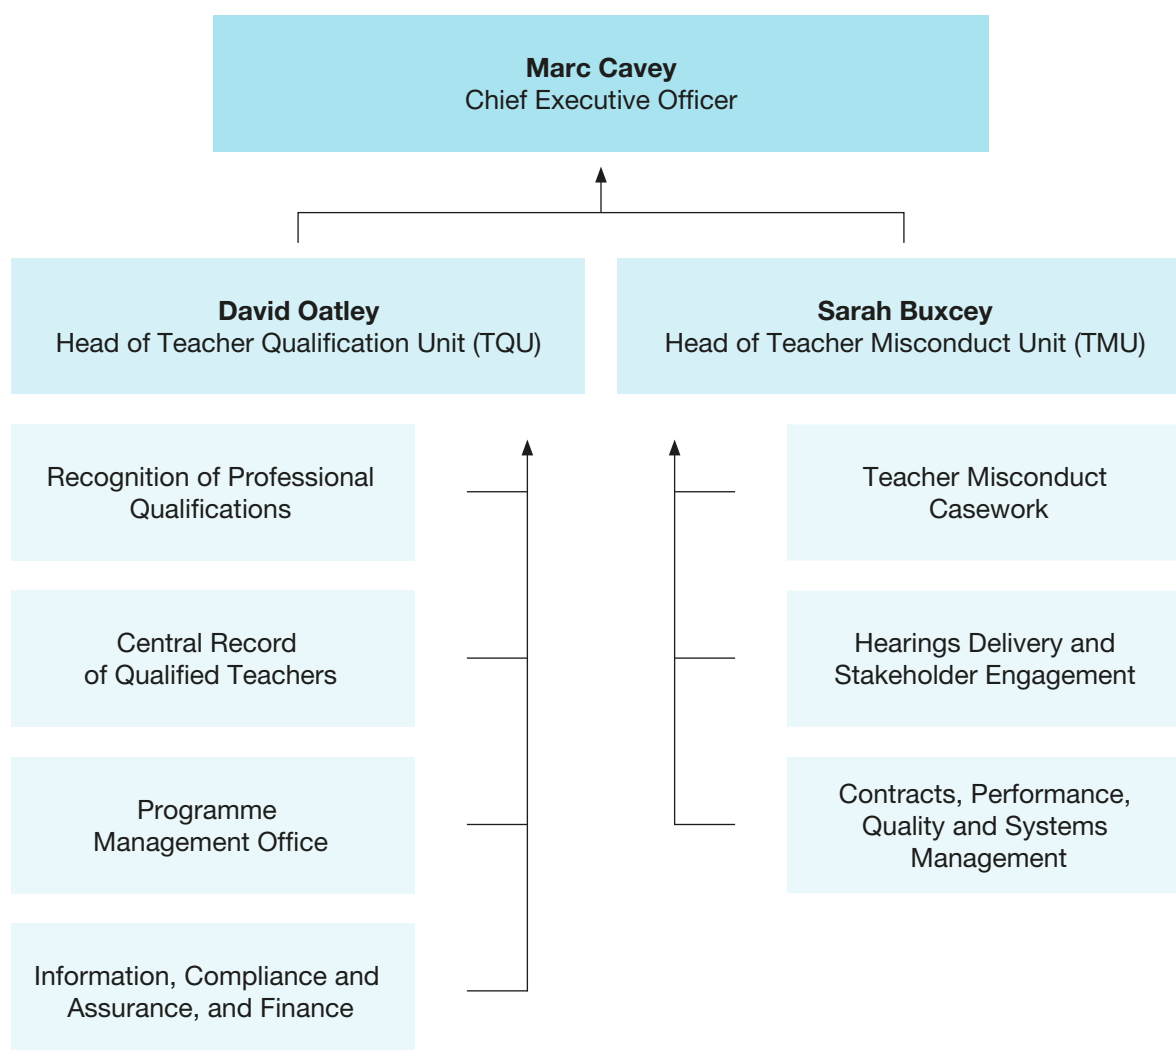 Marc Cavey
Chief Executive Officer
David Oatley
Head of Teacher Qualification Unit (TQU)
Sarah Buxcey
Head of Teacher Misconduct Unit (TMU)
Recognition of Professional
Qualifications
Central Record
of Qualified Teachers
Programme
Management Office
Information, Compliance and
Assurance, and Finance
Teacher Misconduct
Casework
Hearings Delivery and
Stakeholder Engagement
Contracts, Performance,
Quality and Systems
Management